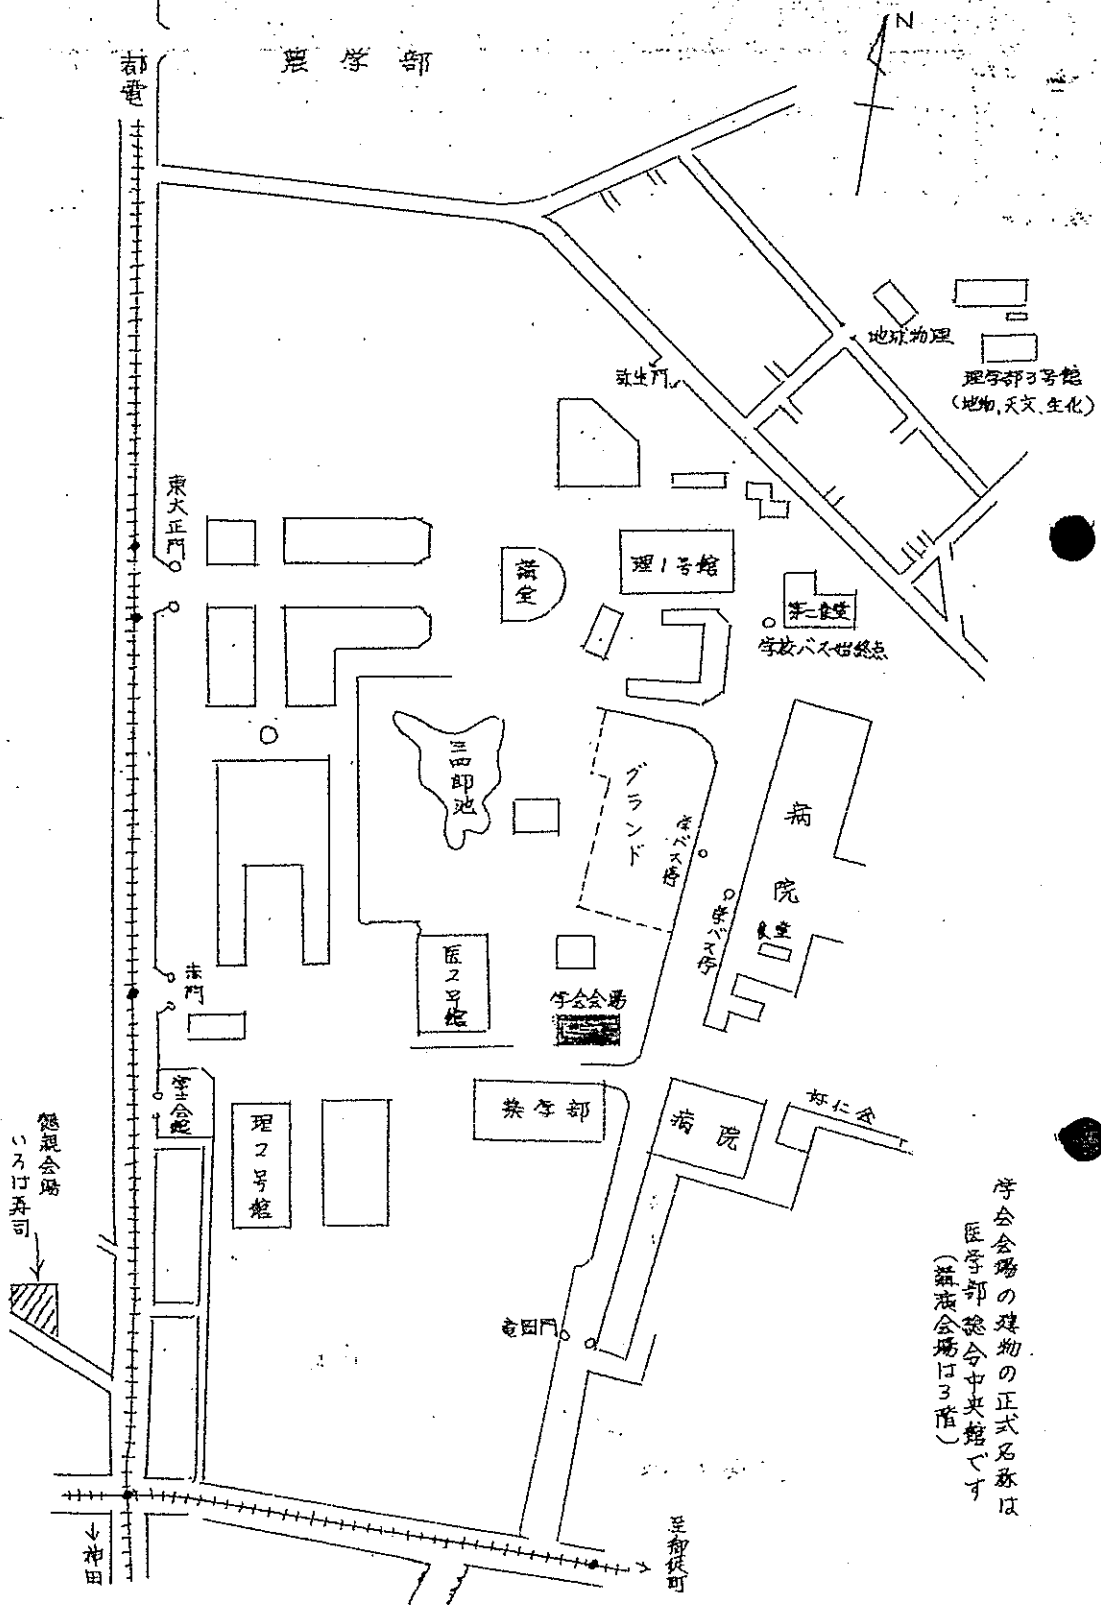 N
農学部
都電
地球物理
理学部3号館
(地物、天文、生化)
弥生門
東大正門
講堂
理1号館
第二食堂
学校バス始終点
三四郎池
グランド
学バス停
学バス停
病院
食堂
赤門
医2号館
学会会場
学士会館
理2号館
薬学部
病院
好仁会
懇親会場
いろは寿司
竜岡門
学会会場の建物の正式名称は
医学部総合中央館です
(講演会場は3階)
至御徒町
→神田